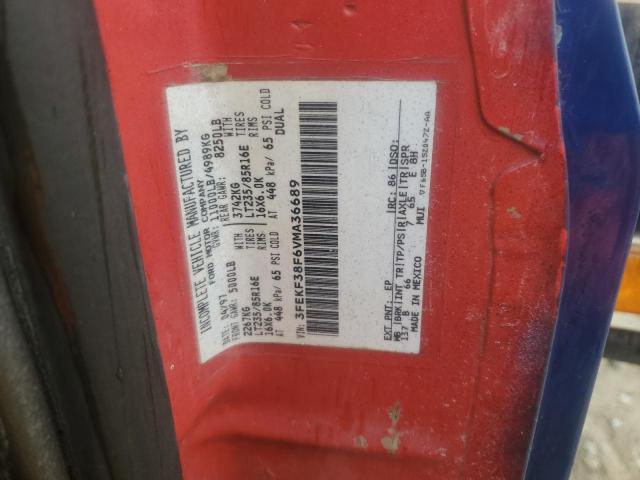 INCOMPLETE VEHICLE MANUFACTURED BY
FORD MOTOR COMPANY
DATE: 04/97 GVWR: 11000LB/4989KG
FRONT GAWR: 5000LB REAR GAWR: 8250LB
2267KG WITH 3742KG WITH
LT235/85R16E TIRES LT235/85R16E TIRES
16X6.0K RIMS 16X6.0K RIMS
AT 448 kPa/ 65 PSI COLD AT 448 kPa/ 65 PSI COLD
DUAL
VIN: 3FEKF38F6VMA36689
EXT PNT: EP RC: 86 DSO:
WB BRK INT TR TP/PS R AXLE TR SPR
137 B 66 7 65 E 8H
MADE IN MEXICO MUI